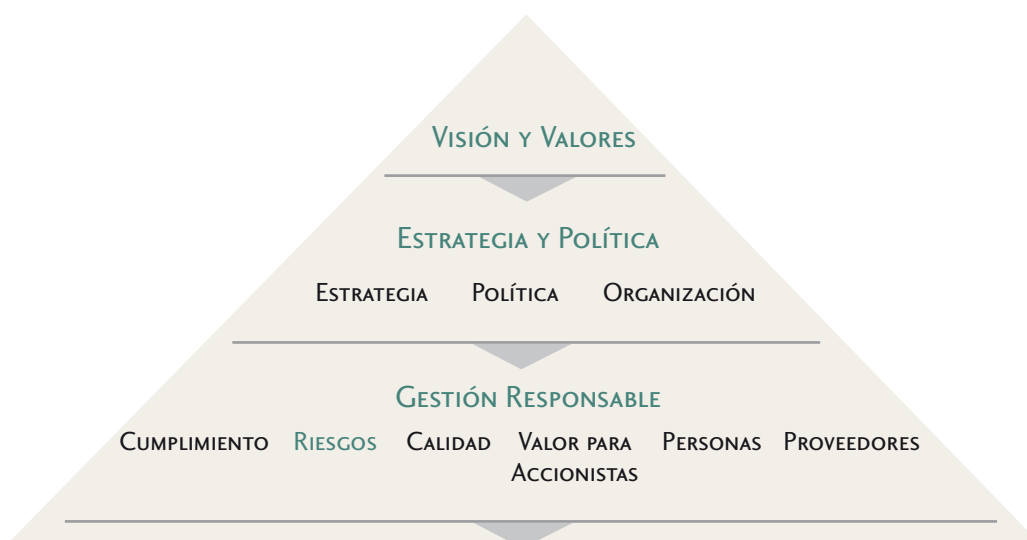 Visión y Valores
Estrategia y Política
Estrategia Política Organización
Gestión Responsable
Cumplimiento Riesgos Calidad Valor para Personas Proveedores
Accionistas